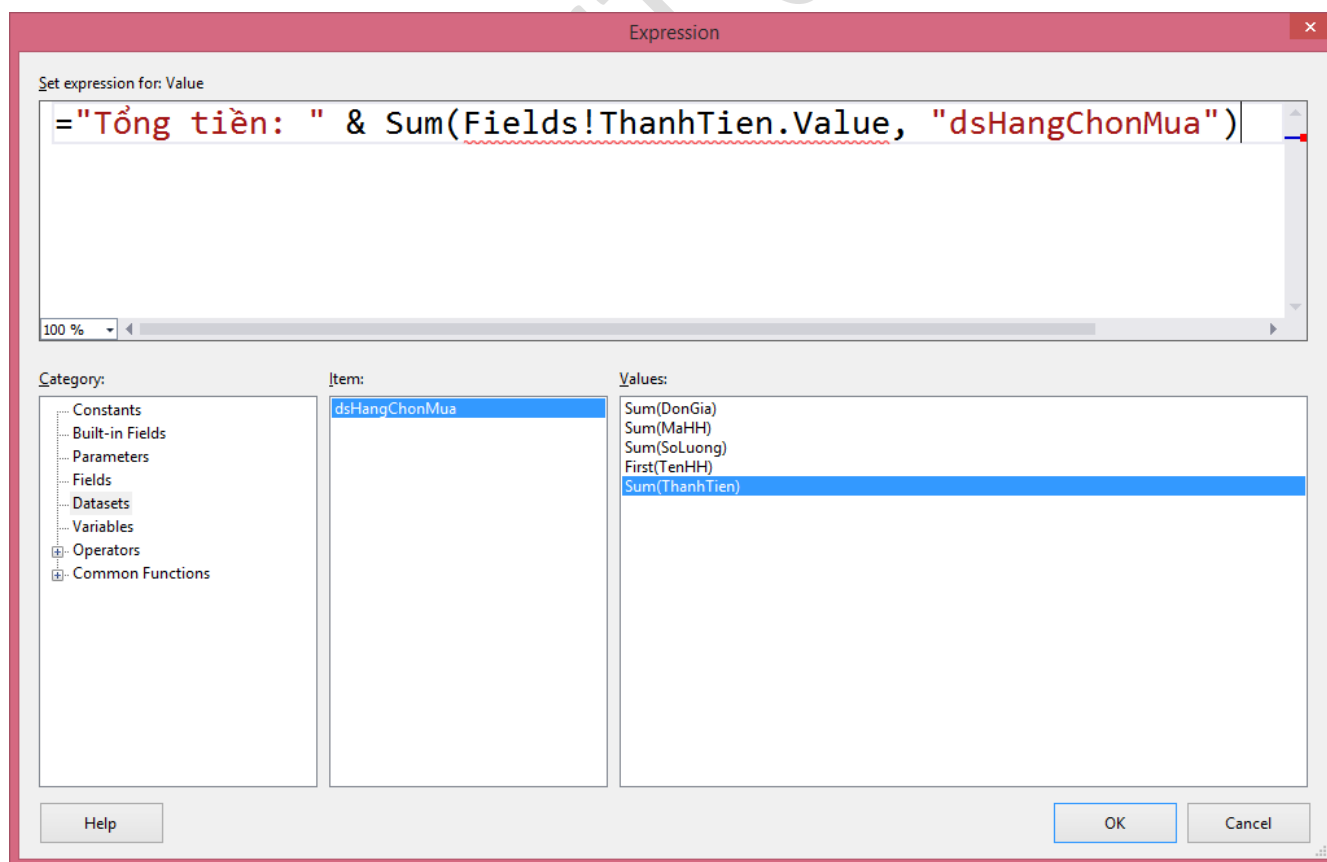 Expression
Set expression for: Value
="Tổng tiền: " & Sum(Fields!ThanhTien.Value, "dsHangChonMua")
100 %
Category:
Item:
Values:
Constants
Built-in Fields
Parameters
Fields
Datasets
Variables
Operators
Common Functions
dsHangChonMua
Sum(DonGia)
Sum(MaHH)
Sum(SoLuong)
First(TenHH)
Sum(ThanhTien)
Help
OK
Cancel